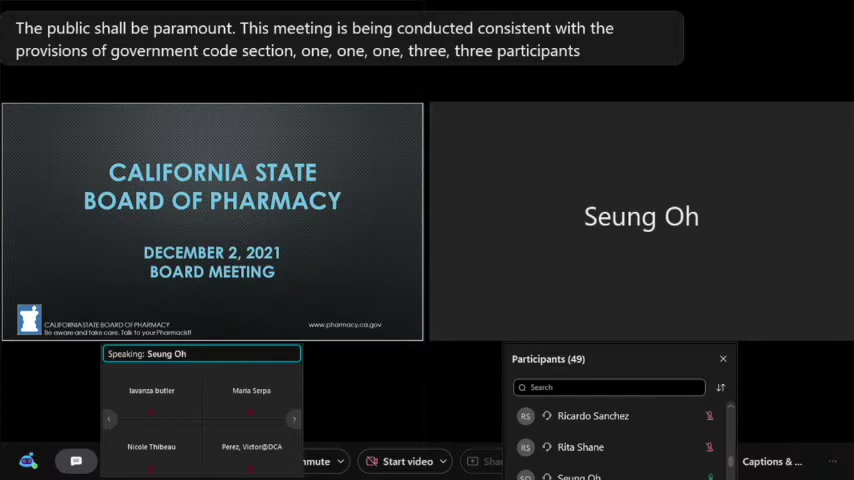 The public shall be paramount. This meeting is being conducted consistent with the
provisions of government code section, one, one, one, three, three participants
CALIFORNIA STATE
BOARD OF PHARMACY
DECEMBER 2, 2021
BOARD MEETING
CALIFORNIA STATE BOARD OF PHARMACY
Be aware and take care. Talk to your Pharmacist!
www.pharmacy.ca.gov
Seung Oh
Speaking: Seung Oh
lavanza butler
Maria Serpa
Nicole Thibeau
Perez, Victor@DCA
Participants (49)
Search
RS Ricardo Sanchez
RS Rita Shane
SO Seung Oh
mute
Start video
Shar
Captions & ...